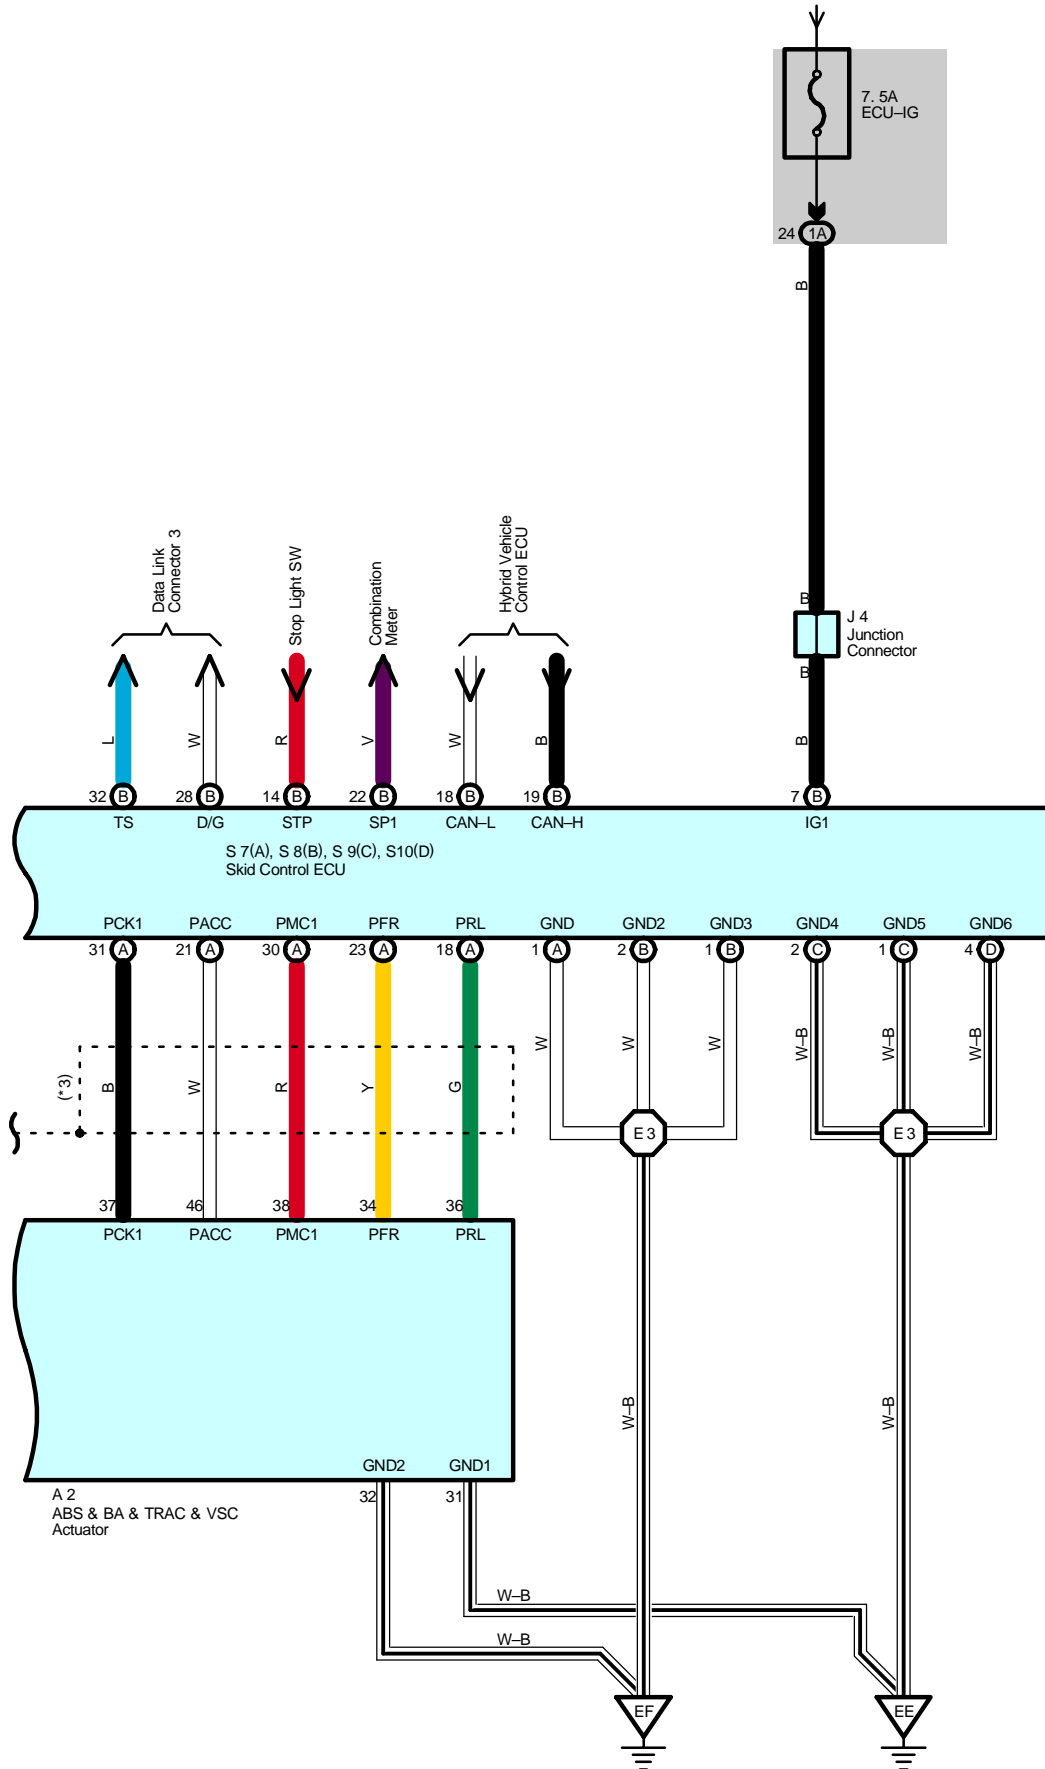 7. 5A
ECU–IG
24 1A
B
B
J 4
Junction
Connector
B
B
Data Link
Connector 3
Stop Light SW
Combination
Meter
Hybrid Vehicle
Control ECU
L W R V W B
32 B 28 B 14 B 22 B 18 B 19 B 7 B
TS D/G STP SP1 CAN–L CAN–H IG1
S 7(A), S 8(B), S 9(C), S10(D)
Skid Control ECU
PCK1 PACC PMC1 PFR PRL GND GND2 GND3 GND4 GND5 GND6
31 A 21 A 30 A 23 A 18 A 1 A 2 B 1 B 2 C 1 C 4 D
W W W W–B W–B W–B
(*3) B W R Y G
E 3 E 3
37 46 38 34 36
PCK1 PACC PMC1 PFR PRL
W–B W–B
GND2 GND1
32 31
A 2
ABS & BA & TRAC & VSC
Actuator
W–B
W–B
EF EE